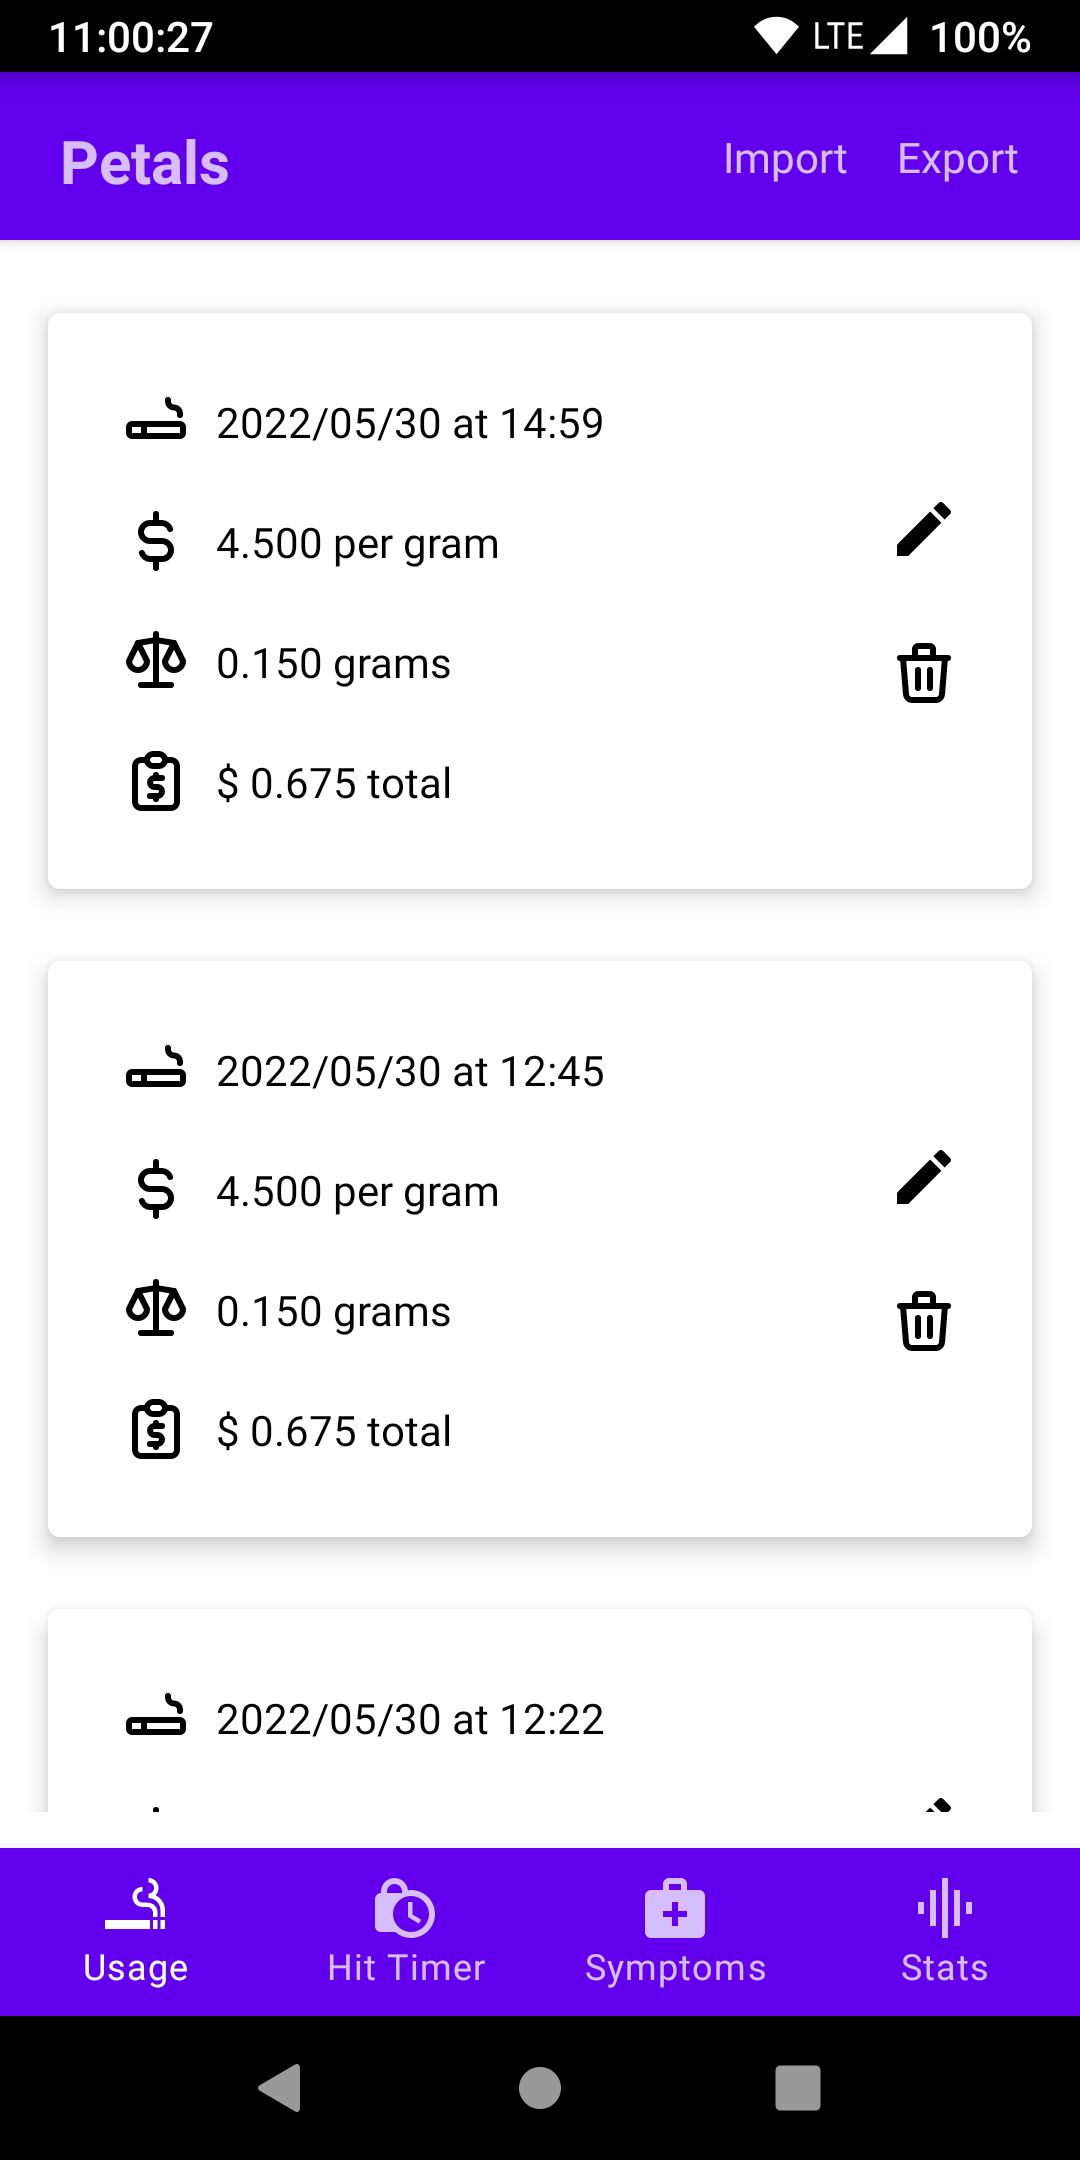 11:00:27 LTE 100%
Petals Import Export
2022/05/30 at 14:59
4.500 per gram
0.150 grams
$ 0.675 total
2022/05/30 at 12:45
4.500 per gram
0.150 grams
$ 0.675 total
2022/05/30 at 12:22
Usage Hit Timer Symptoms Stats